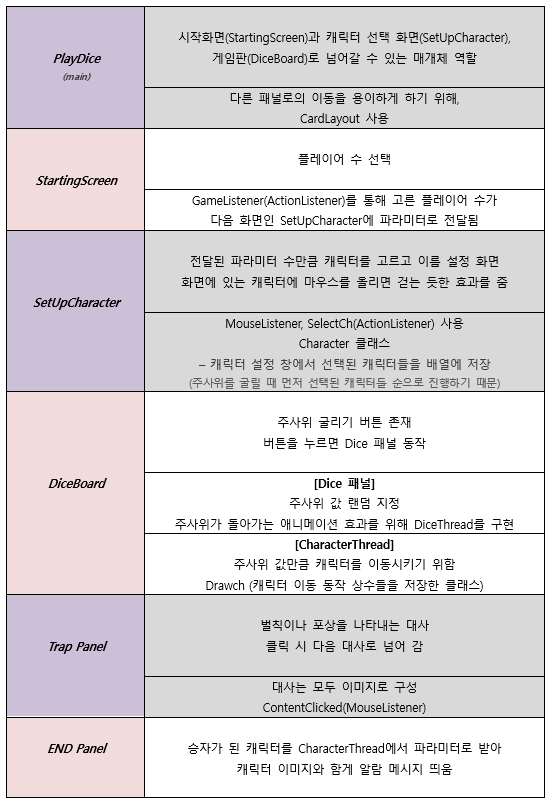 PlayDice
(main)
시작화면(StartingScreen)과 캐릭터 선택 화면(SetUpCharacter),
게임판(DiceBoard)로 넘어갈 수 있는 매개체 역할
다른 패널로의 이동을 용이하게 하기 위해,
CardLayout 사용
StartingScreen
플레이어 수 선택
GameListener(ActionListener)를 통해 고른 플레이어 수가
다음 화면인 SetUpCharacter에 파라미터로 전달됨
SetUpCharacter
전달된 파라미터 수만큼 캐릭터를 고르고 이름 설정 화면
화면에 있는 캐릭터에 마우스를 올리면 걷는 듯한 효과를 줌
MouseListener, SelectCh(ActionListener) 사용
Character 클래스
– 캐릭터 설정 창에서 선택된 캐릭터들을 배열에 저장
(주사위를 굴릴 때 먼저 선택된 캐릭터들 순으로 진행하기 때문)
DiceBoard
주사위 굴리기 버튼 존재
버튼을 누르면 Dice 패널 동작
[Dice 패널]
주사위 값 랜덤 지정
주사위가 돌아가는 애니메이션 효과를 위해 DiceThread를 구현
[CharacterThread]
주사위 값만큼 캐릭터를 이동시키기 위함
Drawch (캐릭터 이동 동작 상수들을 저장한 클래스)
Trap Panel
벌칙이나 포상을 나타내는 대사
클릭 시 다음 대사로 넘어 감
대사는 모두 이미지로 구성
ContentClicked(MouseListener)
END Panel
승자가 된 캐릭터를 CharacterThread에서 파라미터로 받아
캐릭터 이미지와 함게 알람 메시지 띄움